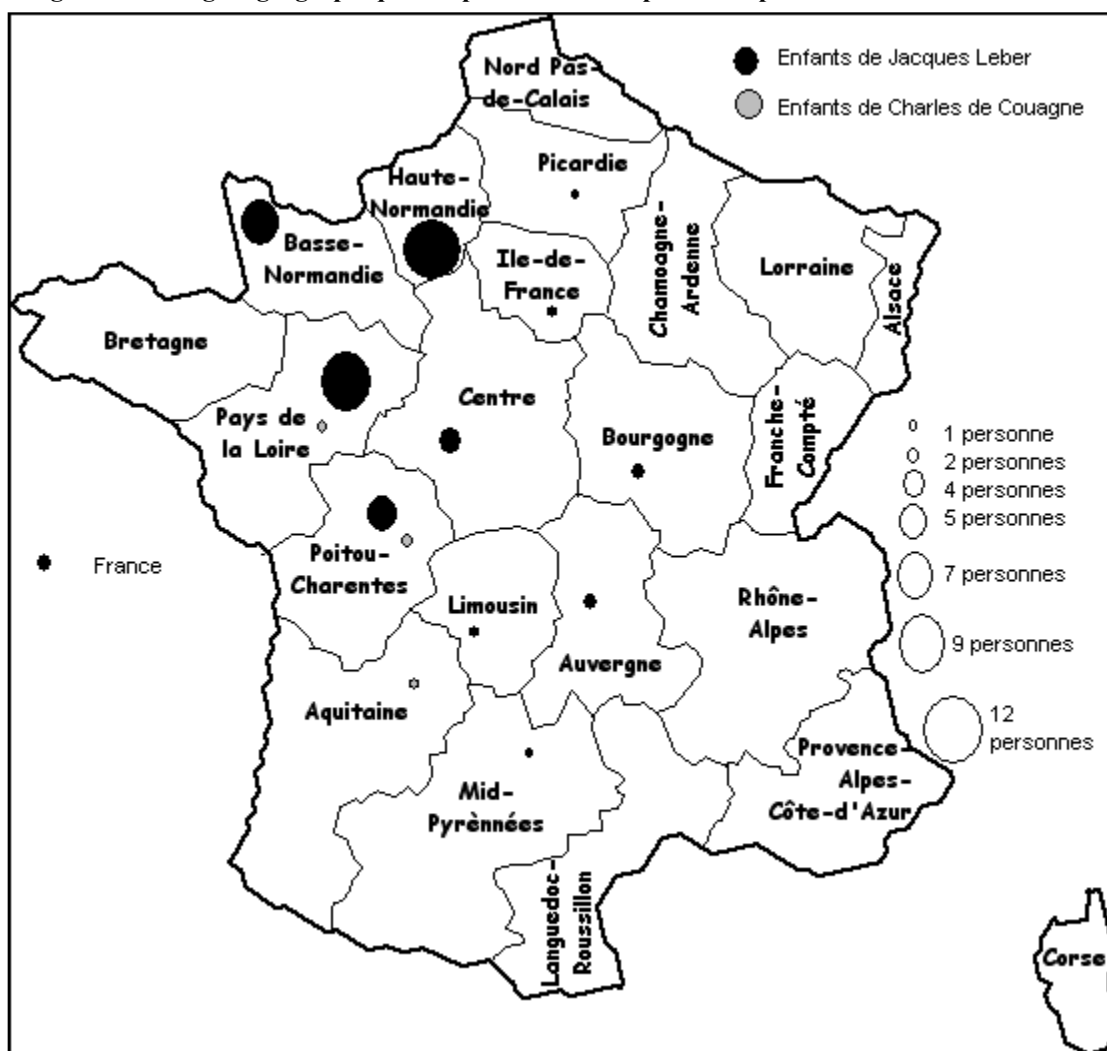 Enfants de Jacques Leber
Enfants de Charles de Couagne
Nord Pas-
de-Calais
Picardie
Haute-
Normandie
Basse-
Normandie
Ile-de-
France
Chamoagne-
Ardenne
Lorraine
Alsace
Bretagne
Pays de
la Loire
Centre
Bourgogne
Franche-
Compté
1 personne
2 personnes
4 personnes
5 personnes
7 personnes
9 personnes
12
personnes
France
Poitou-
Charentes
Limousin
Auvergne
Rhône-
Alpes
Aquitaine
Mid-
Pyrènnées
Provence-
Alpes-
Côte-d'Azur
Languedoc-
Roussillon
Corse